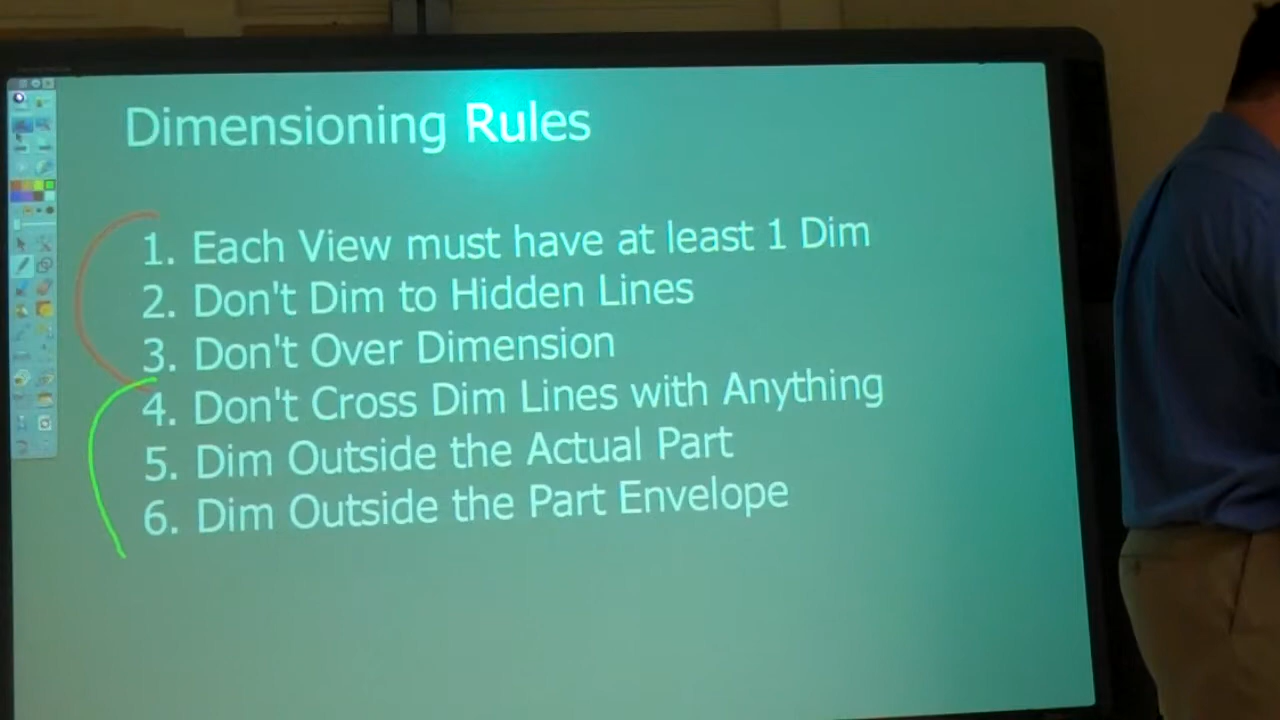 Dimensioning Rules
1. Each View must have at least 1 Dim
2. Don't Dim to Hidden Lines
3. Don't Over Dimension
4. Don't Cross Dim Lines with Anything
5. Dim Outside the Actual Part
6. Dim Outside the Part Envelope